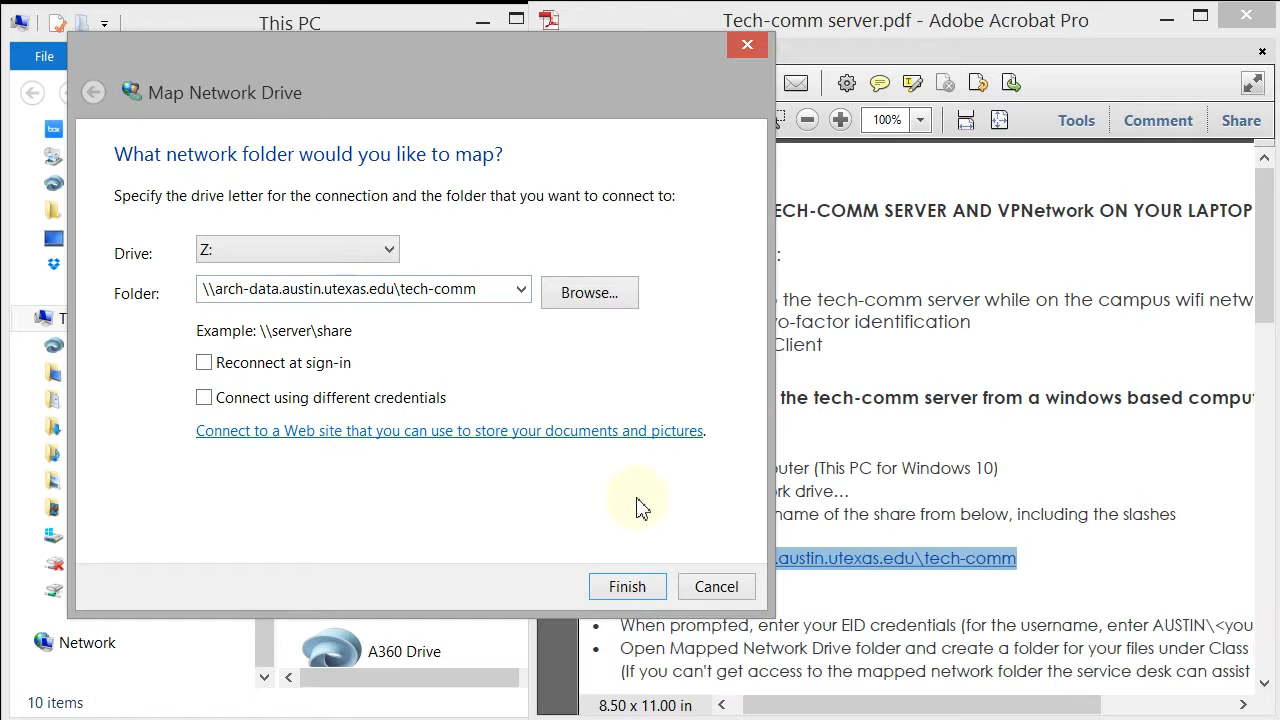 This PC
Tech-comm server.pdf - Adobe Acrobat Pro
File
Map Network Drive
100%
Tools
Comment
Share
What network folder would you like to map?
Specify the drive letter for the connection and the folder that you want to connect to:
Drive:
Z:
Folder:
\\arch-data.austin.utexas.edu\tech-comm
Browse...
Example: \\server\share
Reconnect at sign-in
Connect using different credentials
Connect to a Web site that you can use to store your documents and pictures.
Finish
Cancel
ECH-COMM SERVER AND VPNetwork ON YOUR LAPTOP
:
the tech-comm server while on the campus wifi netw
o-factor identification
Client
the tech-comm server from a windows based compu
uter (This PC for Windows 10)
rk drive…
name of the share from below, including the slashes
.austin.utexas.edu\tech-comm
• When prompted, enter your EID credentials (for the username, enter AUSTIN\<you
• Open Mapped Network Drive folder and create a folder for your files under Class
(If you can't get access to the mapped network folder the service desk can assist
box
T
Network
A360 Drive
10 items
8.50 x 11.00 in